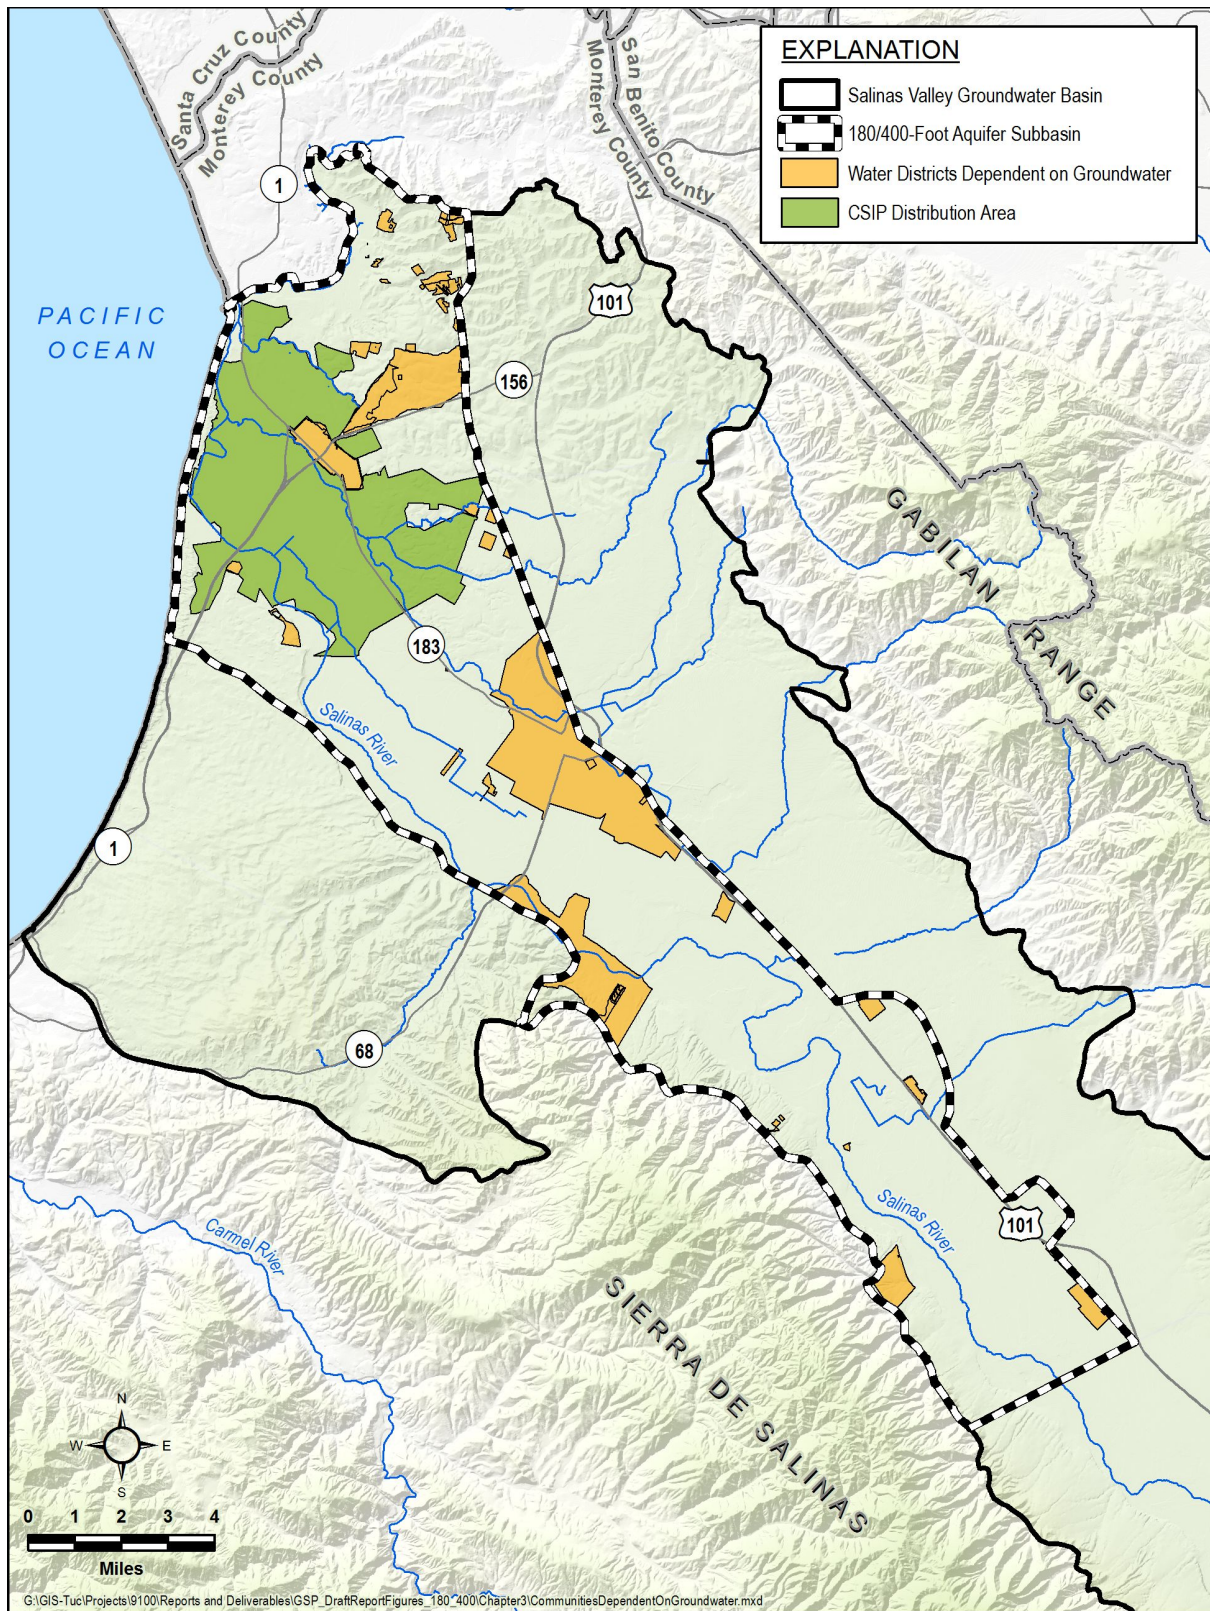 Santa Cruz County
Monterey County
San Benito County
Monterey County
EXPLANATION
Salinas Valley Groundwater Basin
180/400-Foot Aquifer Subbasin
Water Districts Dependent on Groundwater
CSIP Distribution Area
1
PACIFIC
OCEAN
101
156
GABILAN
RANGE
183
Salinas River
1
68
Salinas River
101
Carmel River
SIERRA DE SALINAS
N
W
E
S
0 1 2 3 4
Miles
G:\GIS-Tuc\Projects\9100\Reports and Deliverables\GSP_DraftReportFigures_180_400\Chapter3\CommunitiesDependentOnGroundwater.mxd